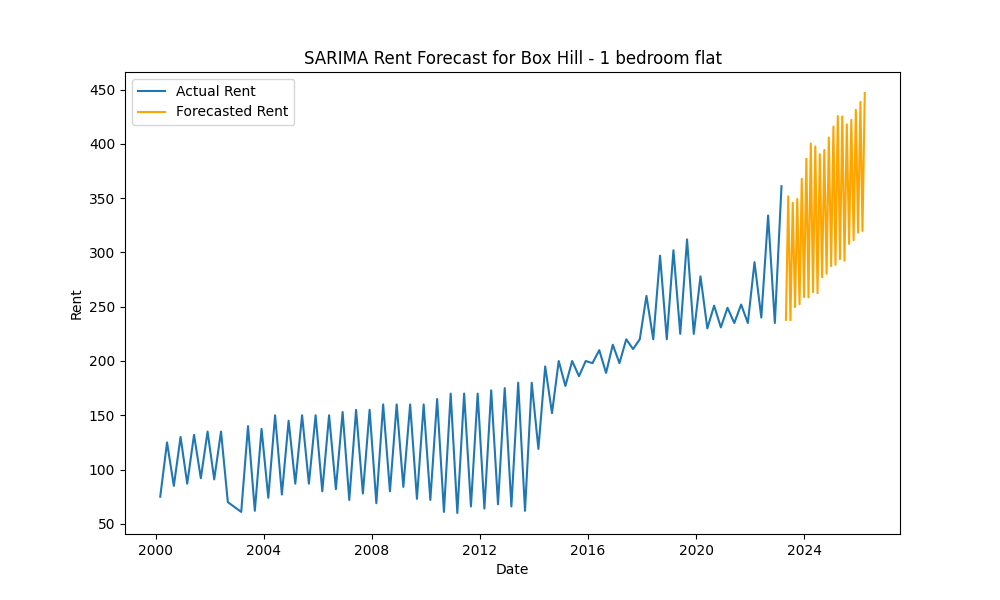 SARIMA Rent Forecast for Box Hill - 1 bedroom flat
Actual Rent
Forecasted Rent
450
400
350
300
250
200
150
100
50
Rent
2000 2004 2008 2012 2016 2020 2024
Date